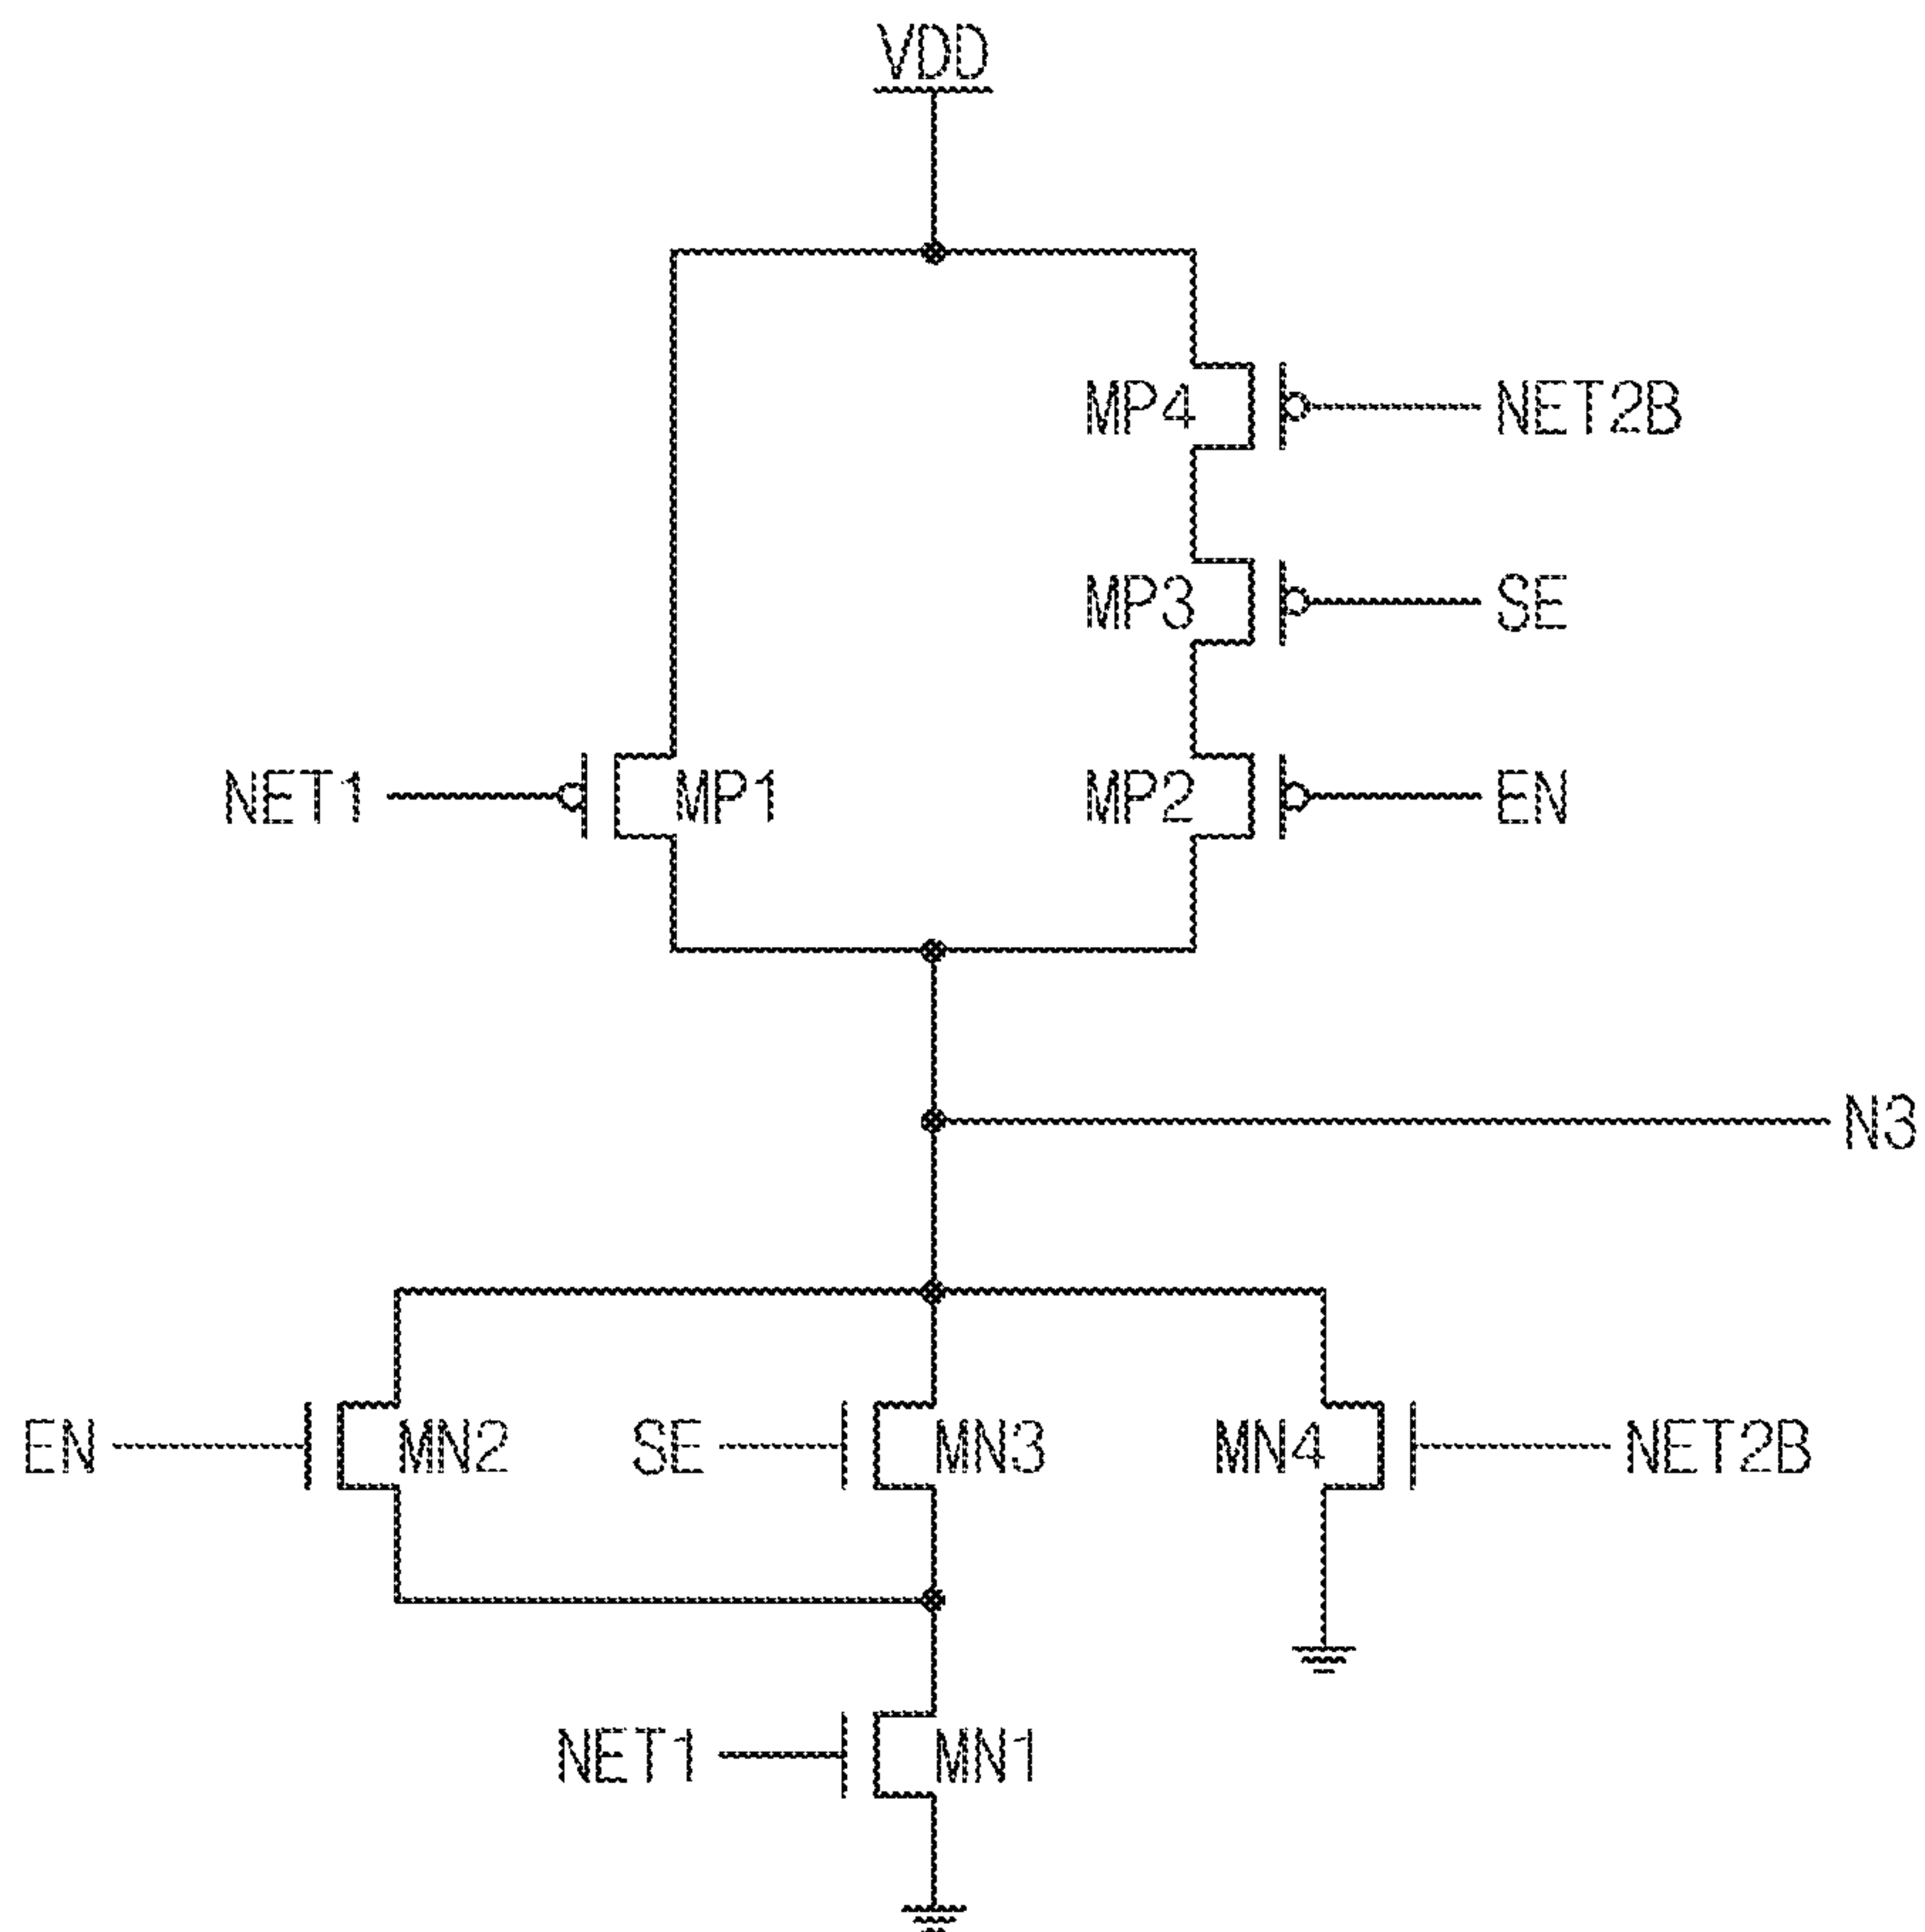 VDD
MP4 NET2B
MP3 SE
NET1 MP1 MP2 EN
N3
EN MN2 SE MN3 MN4 NET2B
NET1 MN1